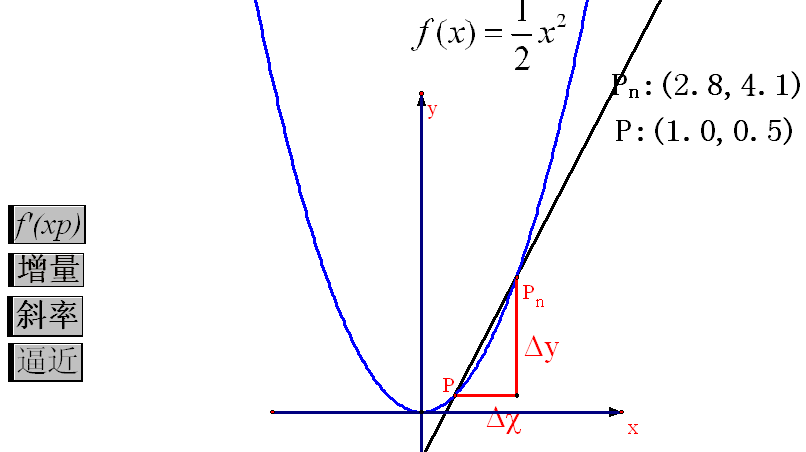 f(x) = 1/2 x²
Pn:(2.8,4.1)
P:(1.0,0.5)
y
f'(xp)
增量
斜率
逼近
Pn
Δy
P
Δχ
x